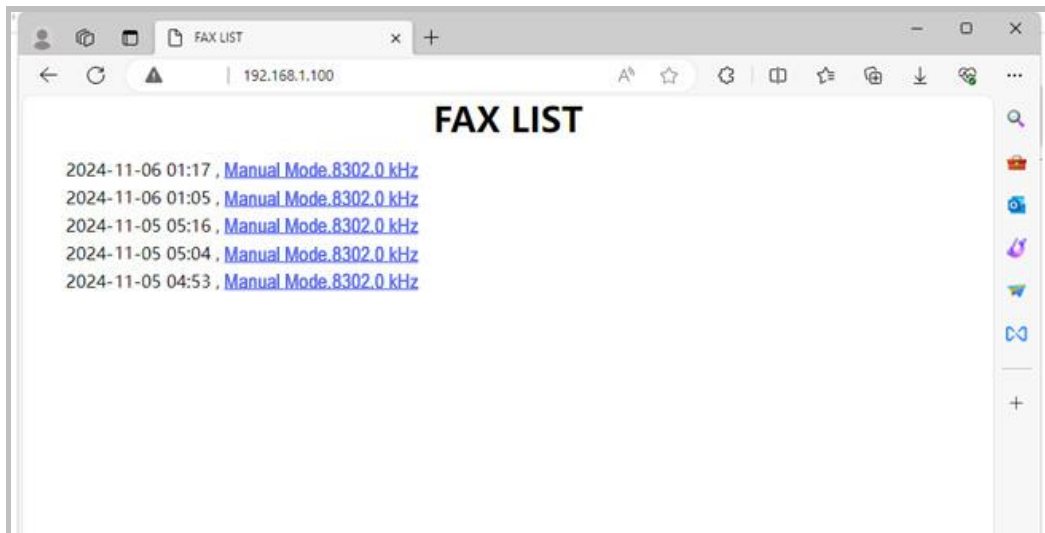 FAX LIST
192.168.1.100
FAX LIST
2024-11-06 01:17 , Manual Mode.8302.0 kHz
2024-11-06 01:05 , Manual Mode.8302.0 kHz
2024-11-05 05:16 , Manual Mode.8302.0 kHz
2024-11-05 05:04 , Manual Mode.8302.0 kHz
2024-11-05 04:53 , Manual Mode.8302.0 kHz